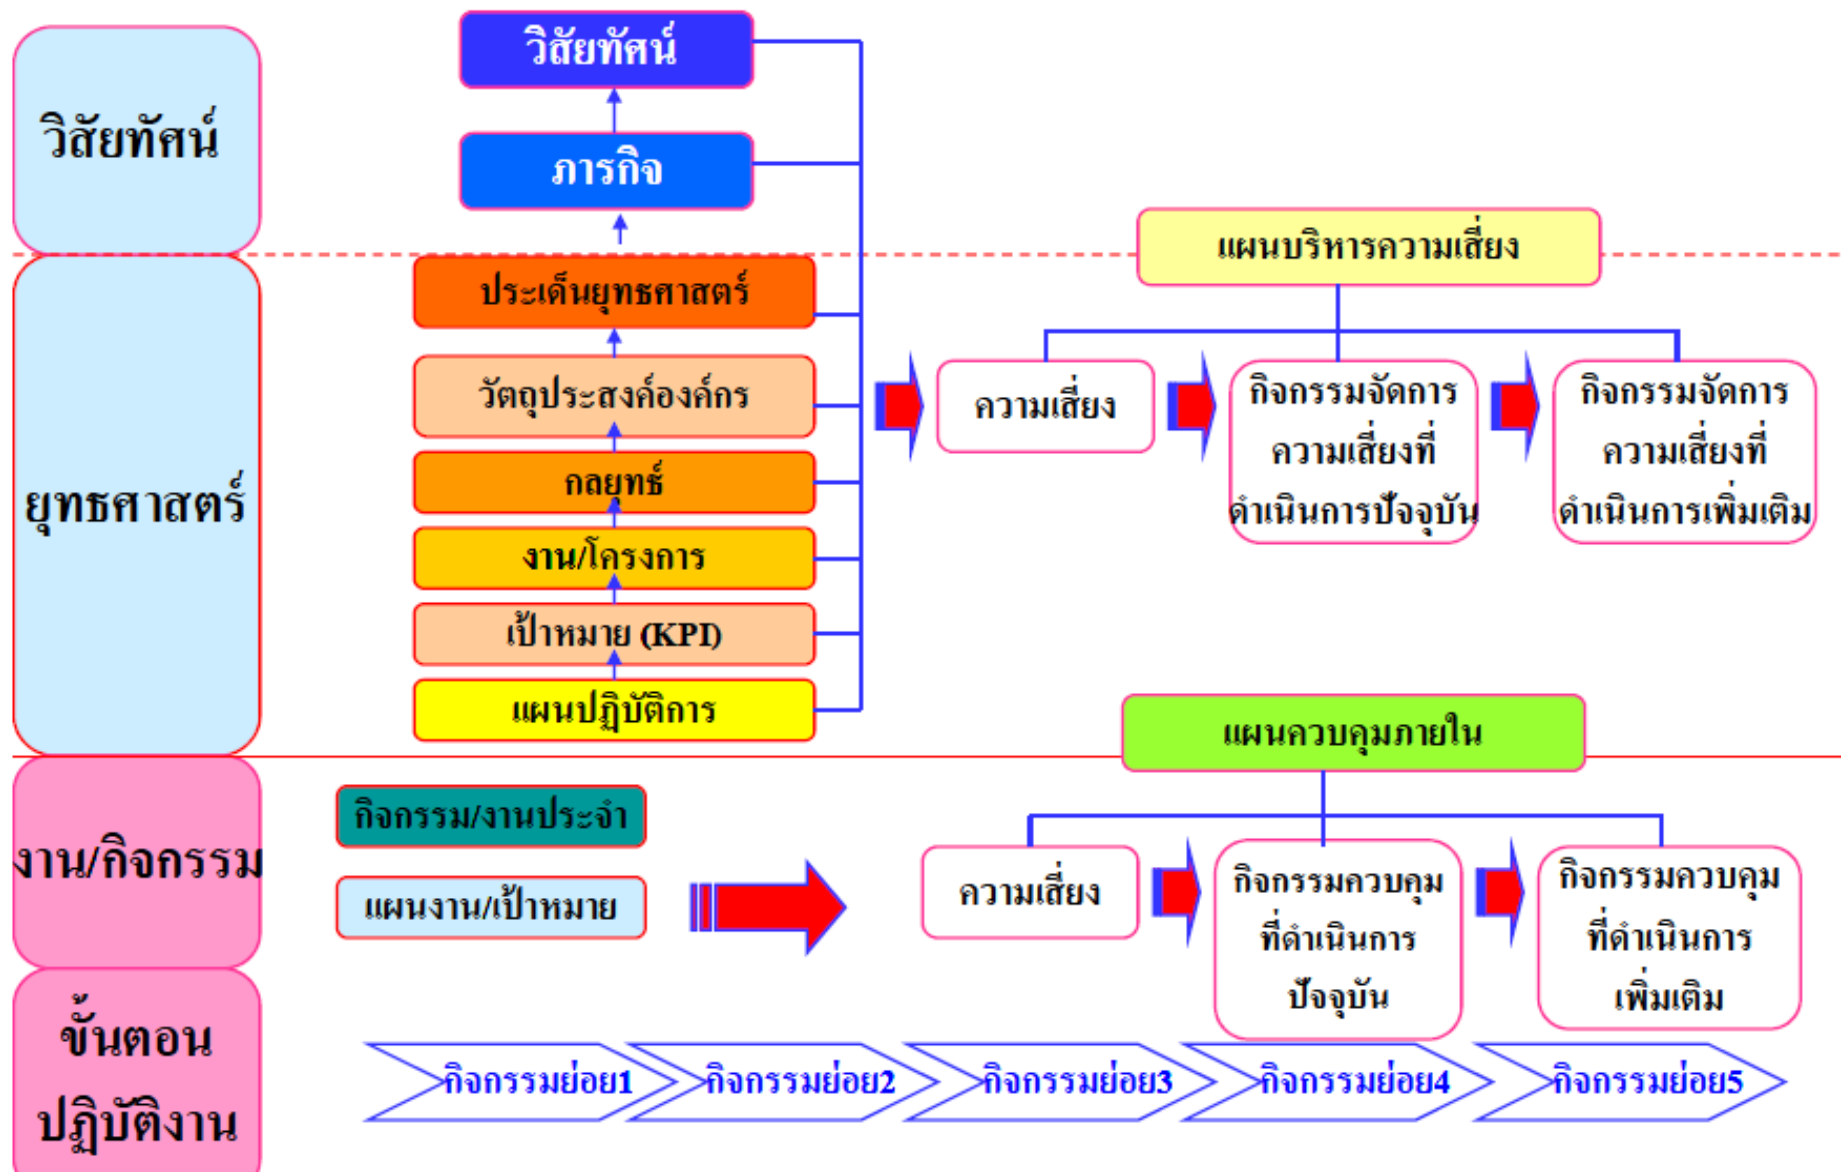 วิสัยทัศน์
วิสัยทัศน์
ภารกิจ
ยุทธศาสตร์
ประเด็นยุทธศาสตร์
วัตถุประสงค์องค์กร
กลยุทธ์
งาน/โครงการ
เป้าหมาย (KPI)
แผนปฏิบัติการ
แผนบริหารความเสี่ยง
ความเสี่ยง
กิจกรรมจัดการ
ความเสี่ยงที่
ดำเนินการปัจจุบัน
กิจกรรมจัดการ
ความเสี่ยงที่
ดำเนินการเพิ่มเติม
งาน/กิจกรรม
กิจกรรม/งานประจำ
แผนงาน/เป้าหมาย
แผนควบคุมภายใน
ความเสี่ยง
กิจกรรมควบคุม
ที่ดำเนินการ
ปัจจุบัน
กิจกรรมควบคุม
ที่ดำเนินการ
เพิ่มเติม
ขั้นตอน
ปฏิบัติงาน
กิจกรรมย่อย1
กิจกรรมย่อย2
กิจกรรมย่อย3
กิจกรรมย่อย4
กิจกรรมย่อย5